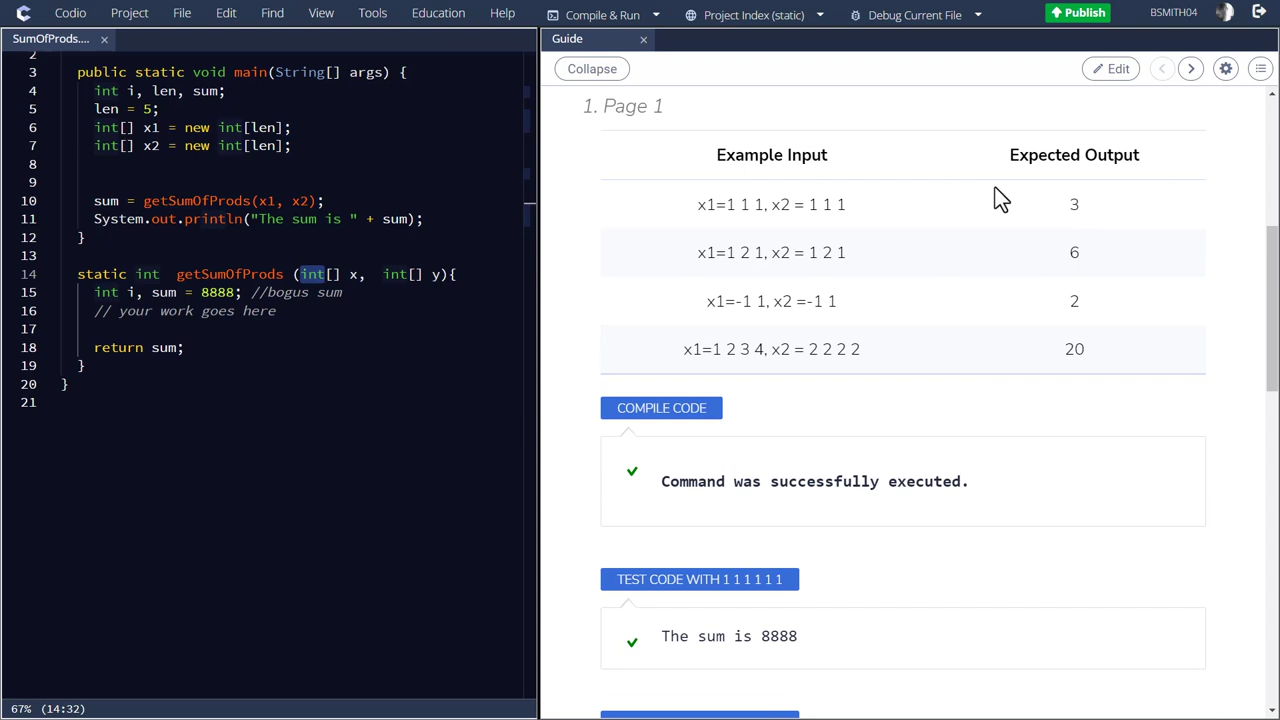 Codio Project File Edit Find View Tools Education Help Compile & Run Project Index (static) Debug Current File Publish BSMITH04
SumOfProds....
Guide
Collapse
Edit
2
3 public static void main(String[] args) {
4 int i, len, sum;
5 len = 5;
6 int[] x1 = new int[len];
7 int[] x2 = new int[len];
8
9
10 sum = getSumOfProds(x1, x2);
11 System.out.println("The sum is " + sum);
12 }
13
14 static int  getSumOfProds (int[] x,  int[] y){
15 int i, sum = 8888; //bogus sum
16 // your work goes here
17
18 return sum;
19 }
20 }
21
67% (14:32)
1. Page 1
Example Input Expected Output
x1=1 1 1, x2 = 1 1 1 3
x1=1 2 1, x2 = 1 2 1 6
x1=-1 1, x2 =-1 1 2
x1=1 2 3 4, x2 = 2 2 2 2 20
COMPILE CODE
Command was successfully executed.
TEST CODE WITH 1 1 1 1 1 1
The sum is 8888